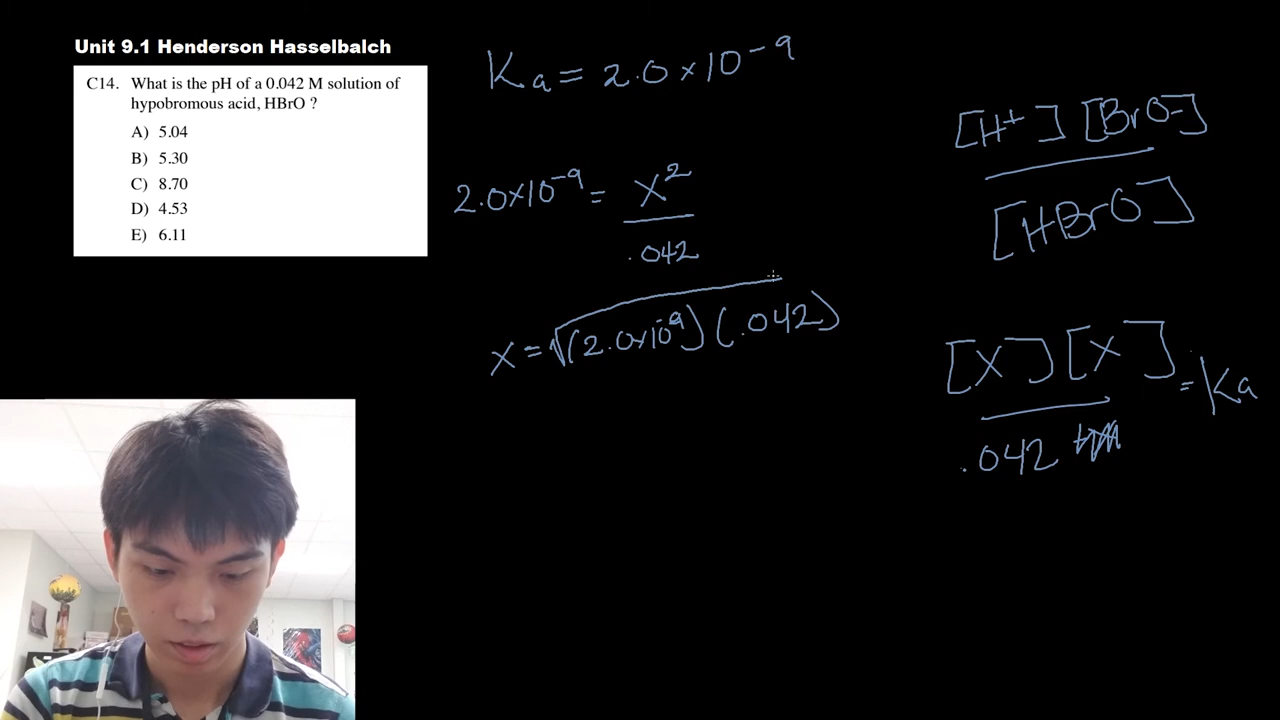 Unit 9.1 Henderson Hasselbalch
C14. What is the pH of a 0.042 M solution of
hypobromous acid, HBrO ?
A) 5.04
B) 5.30
C) 8.70
D) 4.53
E) 6.11
Ka = 2.0×10⁻⁹
2.0×10⁻⁹ = x²
.042
x = √(2.0×10⁻⁹)(.042)
[H⁺][BrO⁻]
[HBrO]
[x][x] = Ka
.042